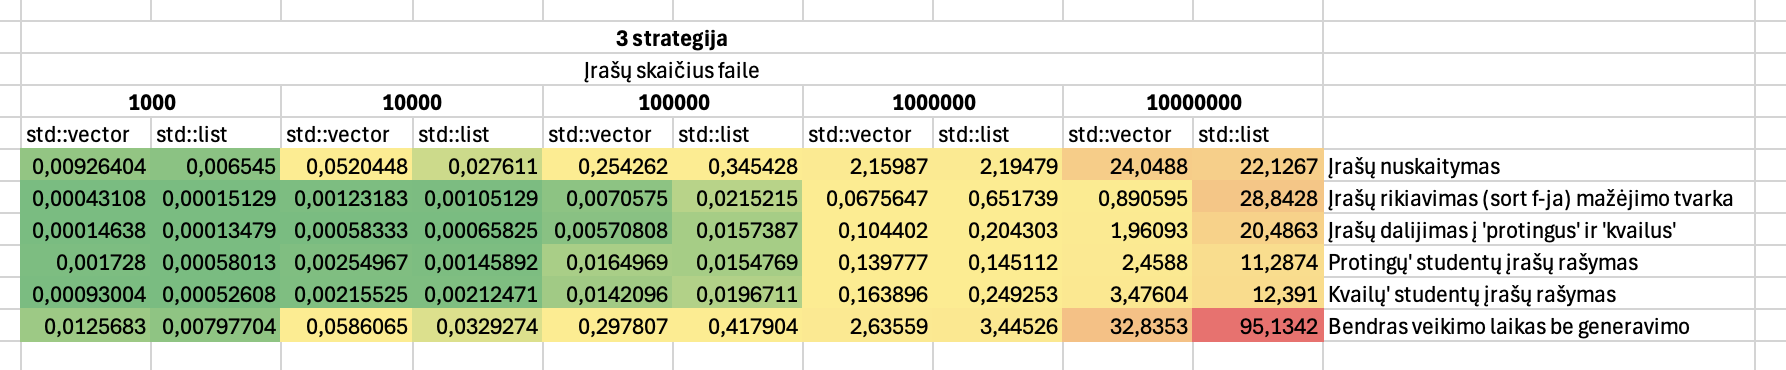 3 strategija
Įrašų skaičius faile
1000 10000 100000 1000000 10000000
std::vector std::list std::vector std::list std::vector std::list std::vector std::list std::vector std::list
0,00926404 0,006545 0,0520448 0,027611 0,254262 0,345428 2,15987 2,19479 24,0488 22,1267 Įrašų nuskaitymas
0,00043108 0,00015129 0,00123183 0,00105129 0,0070575 0,0215215 0,0675647 0,651739 0,890595 28,8428 Įrašų rikiavimas (sort f-ja) mažėjimo tvarka
0,00014638 0,00013479 0,00058333 0,00065825 0,00570808 0,0157387 0,104402 0,204303 1,96093 20,4863 Įrašų dalijimas į 'protingus' ir 'kvailus'
0,001728 0,00058013 0,00254967 0,00145892 0,0164969 0,0154769 0,139777 0,145112 2,4588 11,2874 Protingų' studentų įrašų rašymas
0,00093004 0,00052608 0,00215525 0,00212471 0,0142096 0,0196711 0,163896 0,249253 3,47604 12,391 Kvailų' studentų įrašų rašymas
0,0125683 0,00797704 0,0586065 0,0329274 0,297807 0,417904 2,63559 3,44526 32,8353 95,1342 Bendras veikimo laikas be generavimo